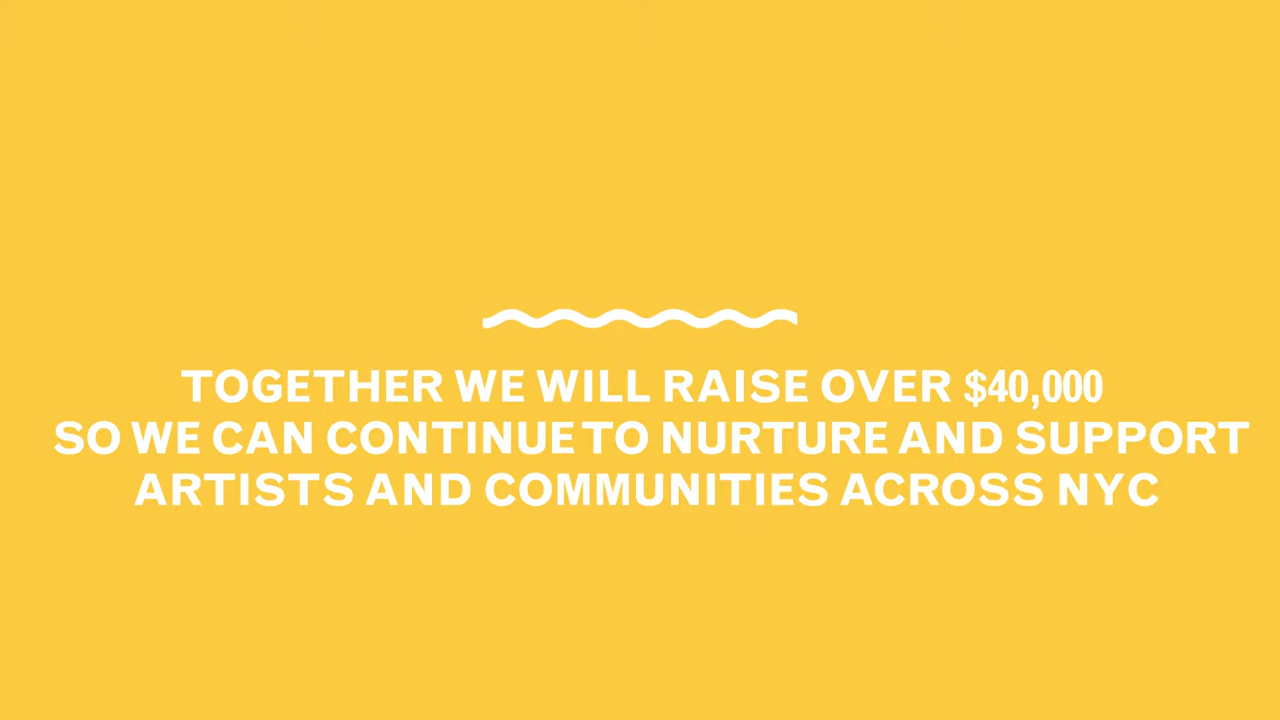 TOGETHER WE WILL RAISE OVER $40,000
SO WE CAN CONTINUE TO NURTURE AND SUPPORT
ARTISTS AND COMMUNITIES ACROSS NYC